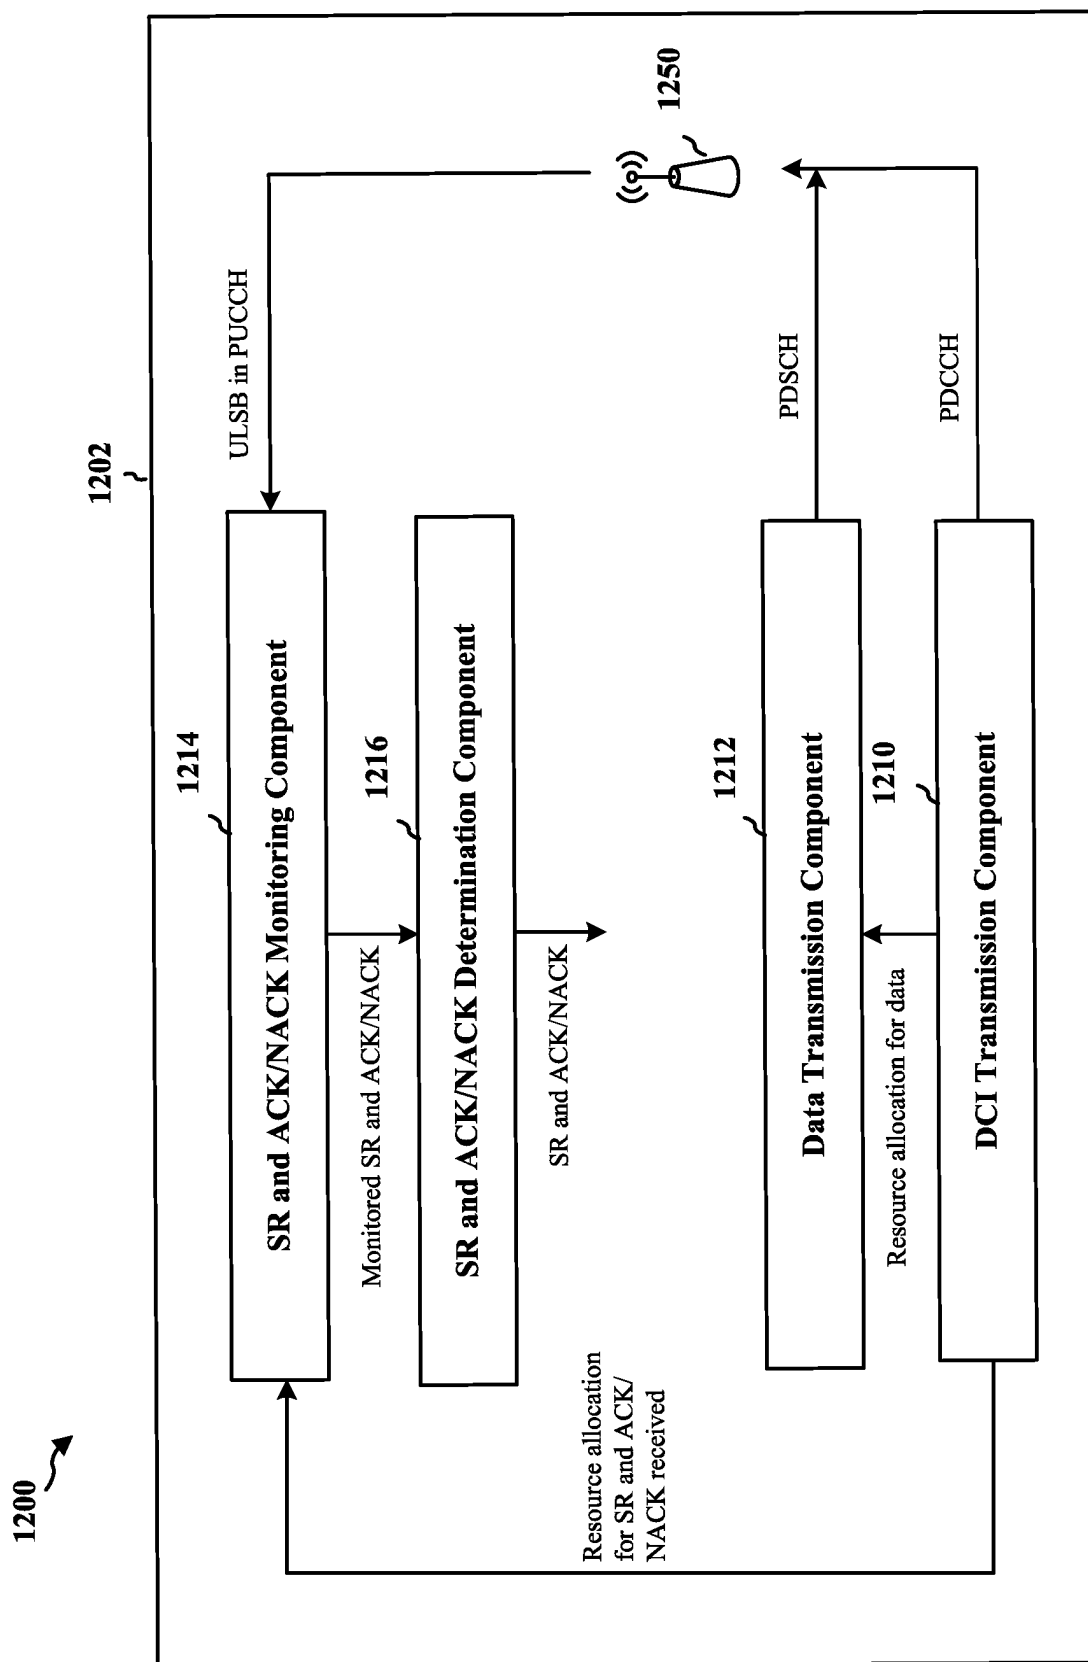 1200
1202
1214
SR and ACK/NACK Monitoring Component
ULSB in PUCCH
Monitored SR and ACK/NACK
1216
SR and ACK/NACK Determination Component
SR and ACK/NACK
1250
Resource allocation
for SR and ACK/
NACK received
1212
Data Transmission Component
PDSCH
Resource allocation for data
1210
DCI Transmission Component
PDCCH